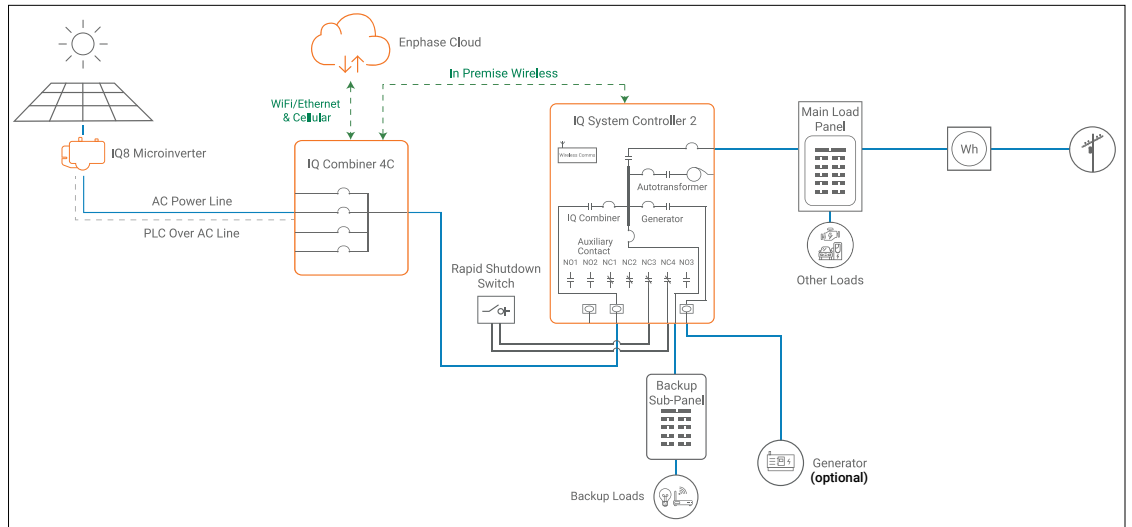 Enphase Cloud
In Premise Wireless
WiFi/Ethernet
& Cellular
IQ8 Microinverter
AC Power Line
PLC Over AC Line
IQ Combiner 4C
IQ System Controller 2
Wireless Comms
Autotransformer
IQ Combiner
Generator
Auxiliary
Contact
NO1 NO2 NC1 NC2 NC3 NC4 NO3
Rapid Shutdown
Switch
Main Load
Panel
Wh
Other Loads
Backup
Sub-Panel
Backup Loads
Generator
(optional)